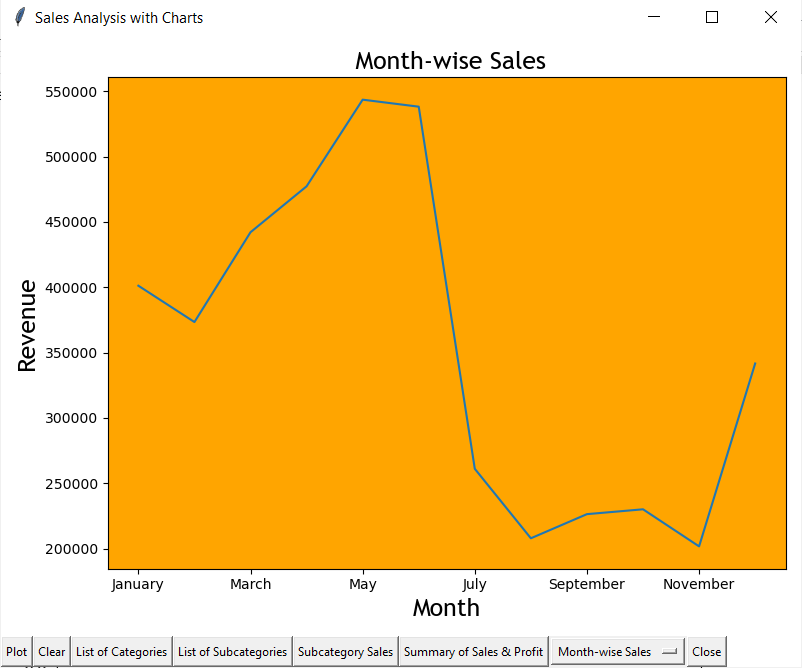 Sales Analysis with Charts
Month-wise Sales
550000
500000
450000
400000
350000
300000
250000
200000
Revenue
January March May July September November
Month
Plot Clear List of Categories List of Subcategories Subcategory Sales Summary of Sales & Profit Month-wise Sales Close